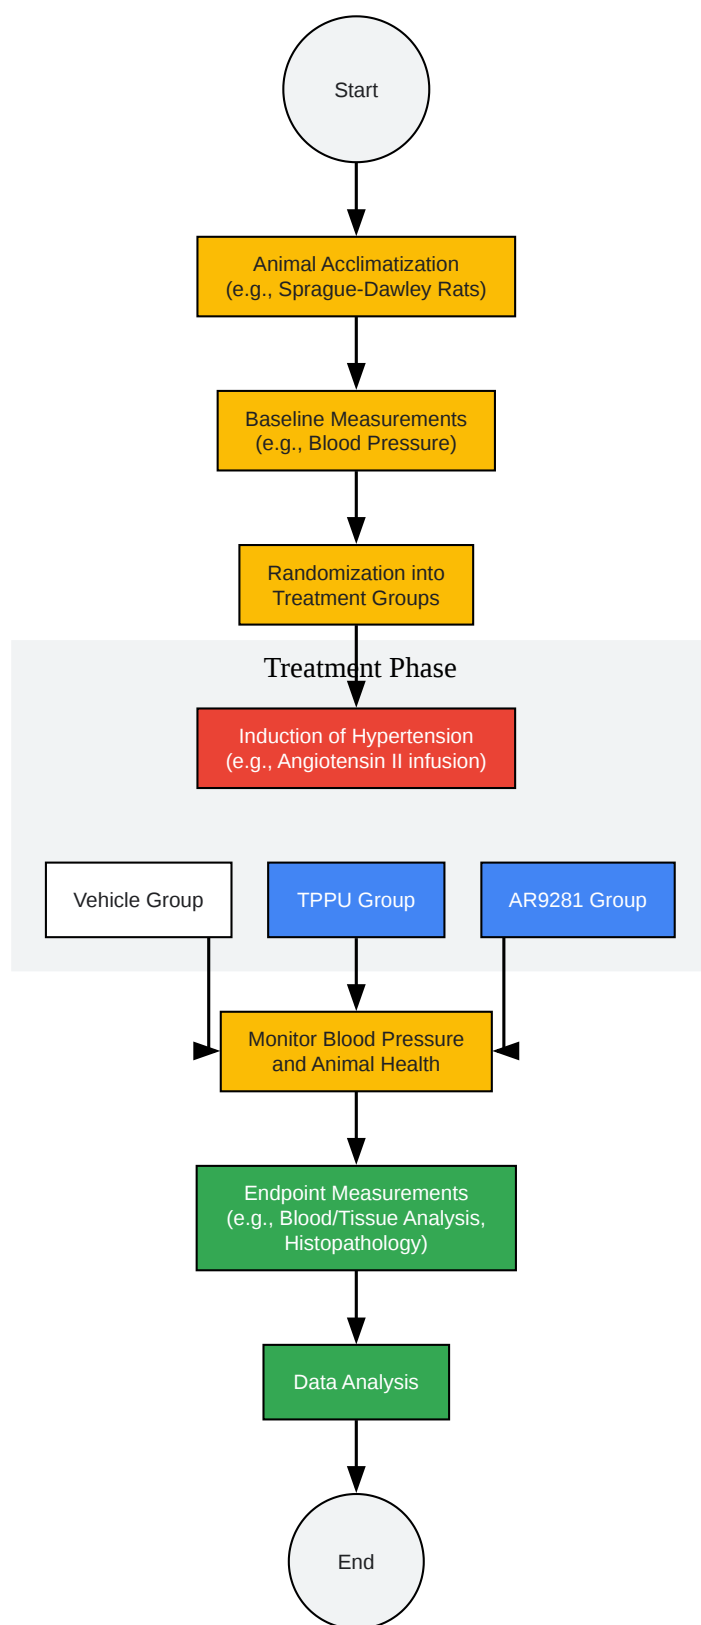 Start
Animal Acclimatization
(e.g., Sprague-Dawley Rats)
Baseline Measurements
(e.g., Blood Pressure)
Randomization into
Treatment Groups
Treatment Phase
Induction of Hypertension
(e.g., Angiotensin II infusion)
Vehicle Group
TPPU Group
AR9281 Group
Monitor Blood Pressure
and Animal Health
Endpoint Measurements
(e.g., Blood/Tissue Analysis,
Histopathology)
Data Analysis
End